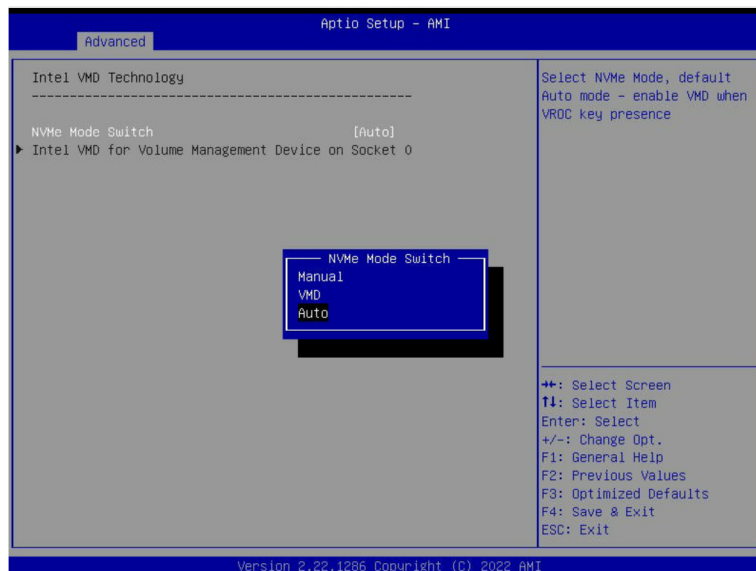 Aptio Setup – AMI
Advanced
Intel VMD Technology
--------------------------------------------------
NVMe Mode Switch [Auto]
Intel VMD for Volume Management Device on Socket 0
NVMe Mode Switch
Manual
VMD
Auto
Select NVMe Mode, default
Auto mode – enable VMD when
VROC key presence
→←: Select Screen
↑↓: Select Item
Enter: Select
+/-: Change Opt.
F1: General Help
F2: Previous Values
F3: Optimized Defaults
F4: Save & Exit
ESC: Exit
Version 2.22.1286 Copyright (C) 2022 AMI